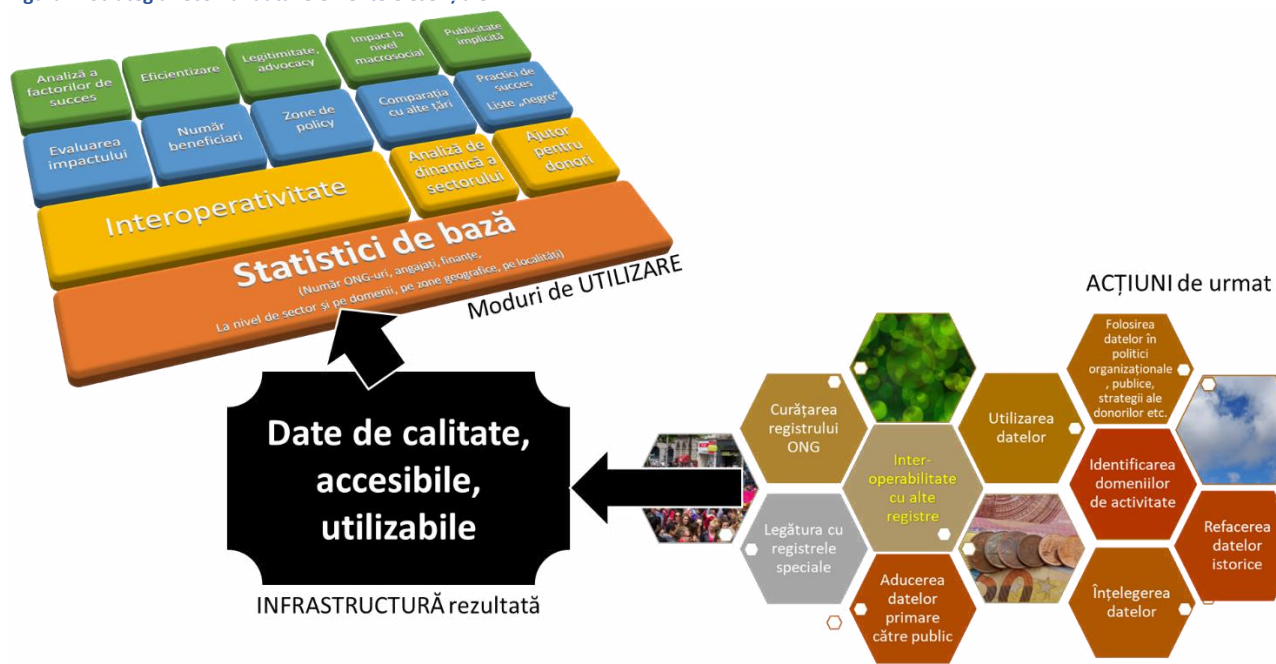 Analiză a
factorilor de
succes
Eficientizare
Legitimitate,
advocacy
Impact la
nivel
macrosocial
Publicitate
implicită
Evaluarea
impactului
Număr
beneficiari
Zone de
policy
Comparația
cu alte țări
Practici de
succes
Liste „negre”
Interoperativitate
Analiză de
dinamică a
sectorului
Ajutor
pentru
donori
Statistici de bază
(Număr ONG-uri, angajați, finanțe,
La nivel de sector și pe domenii, pe zone geografice, pe localități)
Moduri de UTILIZARE
Date de calitate,
accesibile,
utilizabile
INFRASTRUCTURĂ rezultată
ACȚIUNI de urmat
Curățarea
registrului
ONG
Legătura cu
registrele
speciale
Inter-
operabilitate
cu alte
registre
Aducerea
datelor
primare
către public
Utilizarea
datelor
Folosirea
datelor în
politici
organizaționale
, publice,
strategii ale
donorilor etc.
Identificarea
domeniilor
de activitate
Înțelegerea
datelor
Refacerea
datelor
istorice